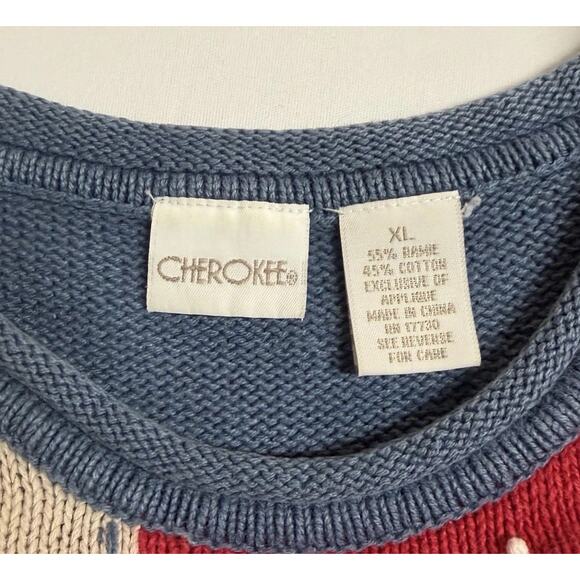 CHEROKEE®
XL
55% RAMIE
45% COTTON
EXCLUSIVE OF
APPLIQUE
MADE IN CHINA
RN 17730
SEE REVERSE
FOR CARE